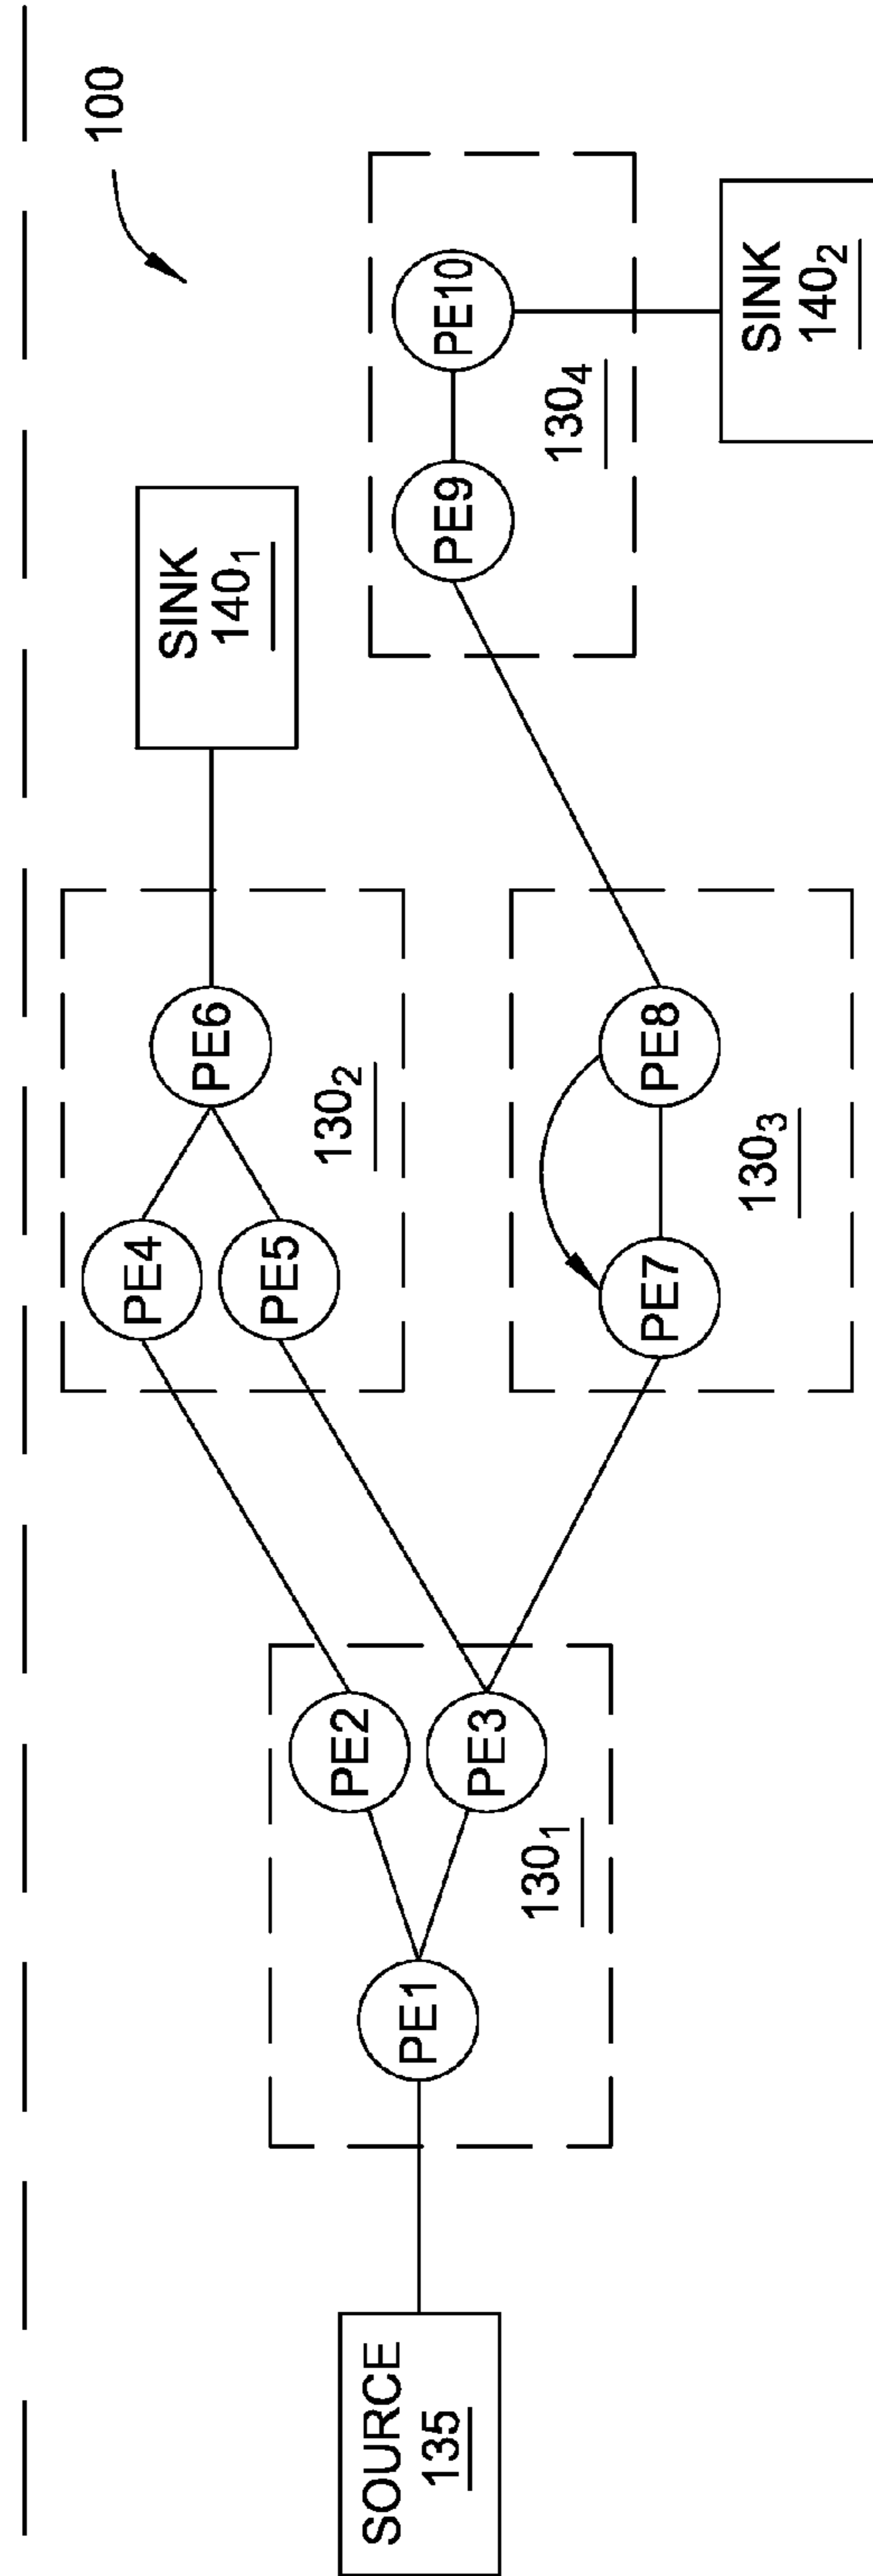 100
SOURCE
135
PE1
PE2
PE3
130₁
PE4
PE5
PE6
130₂
SINK
140₁
PE7
PE8
130₃
PE9
PE10
130₄
SINK
140₂